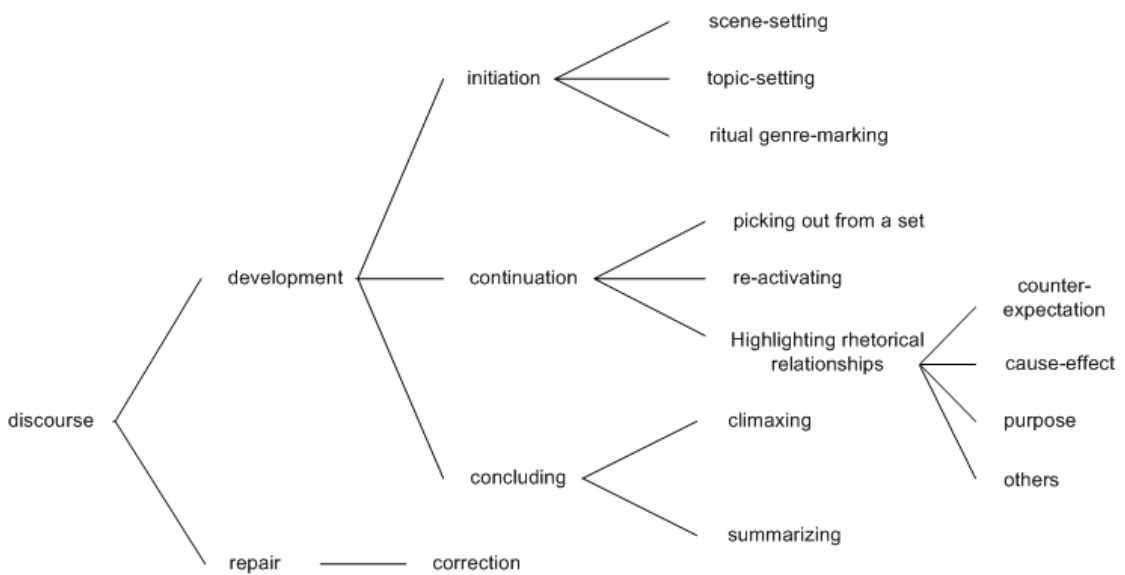 scene-setting
initiation
topic-setting
ritual genre-marking
picking out from a set
development
continuation
re-activating
counter-
expectation
Highlighting rhetorical
relationships
cause-effect
discourse
climaxing
purpose
concluding
others
summarizing
repair
correction